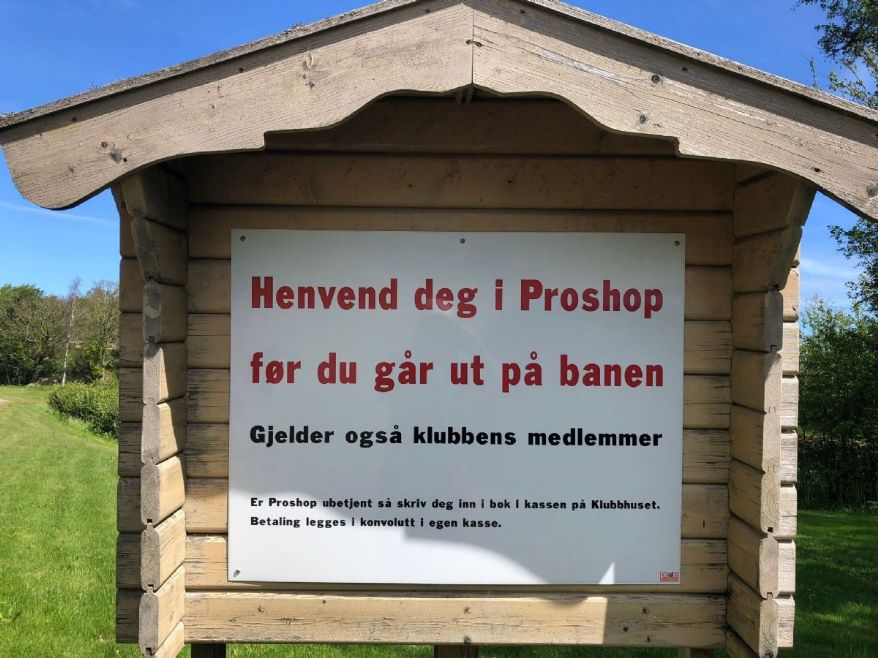 Henvend deg i Proshop
før du går ut på banen
Gjelder også klubbens medlemmer
Er Proshop ubetjent så skriv deg inn i bok i kassen på Klubbhuset.
Betaling legges i konvolutt i egen kasse.